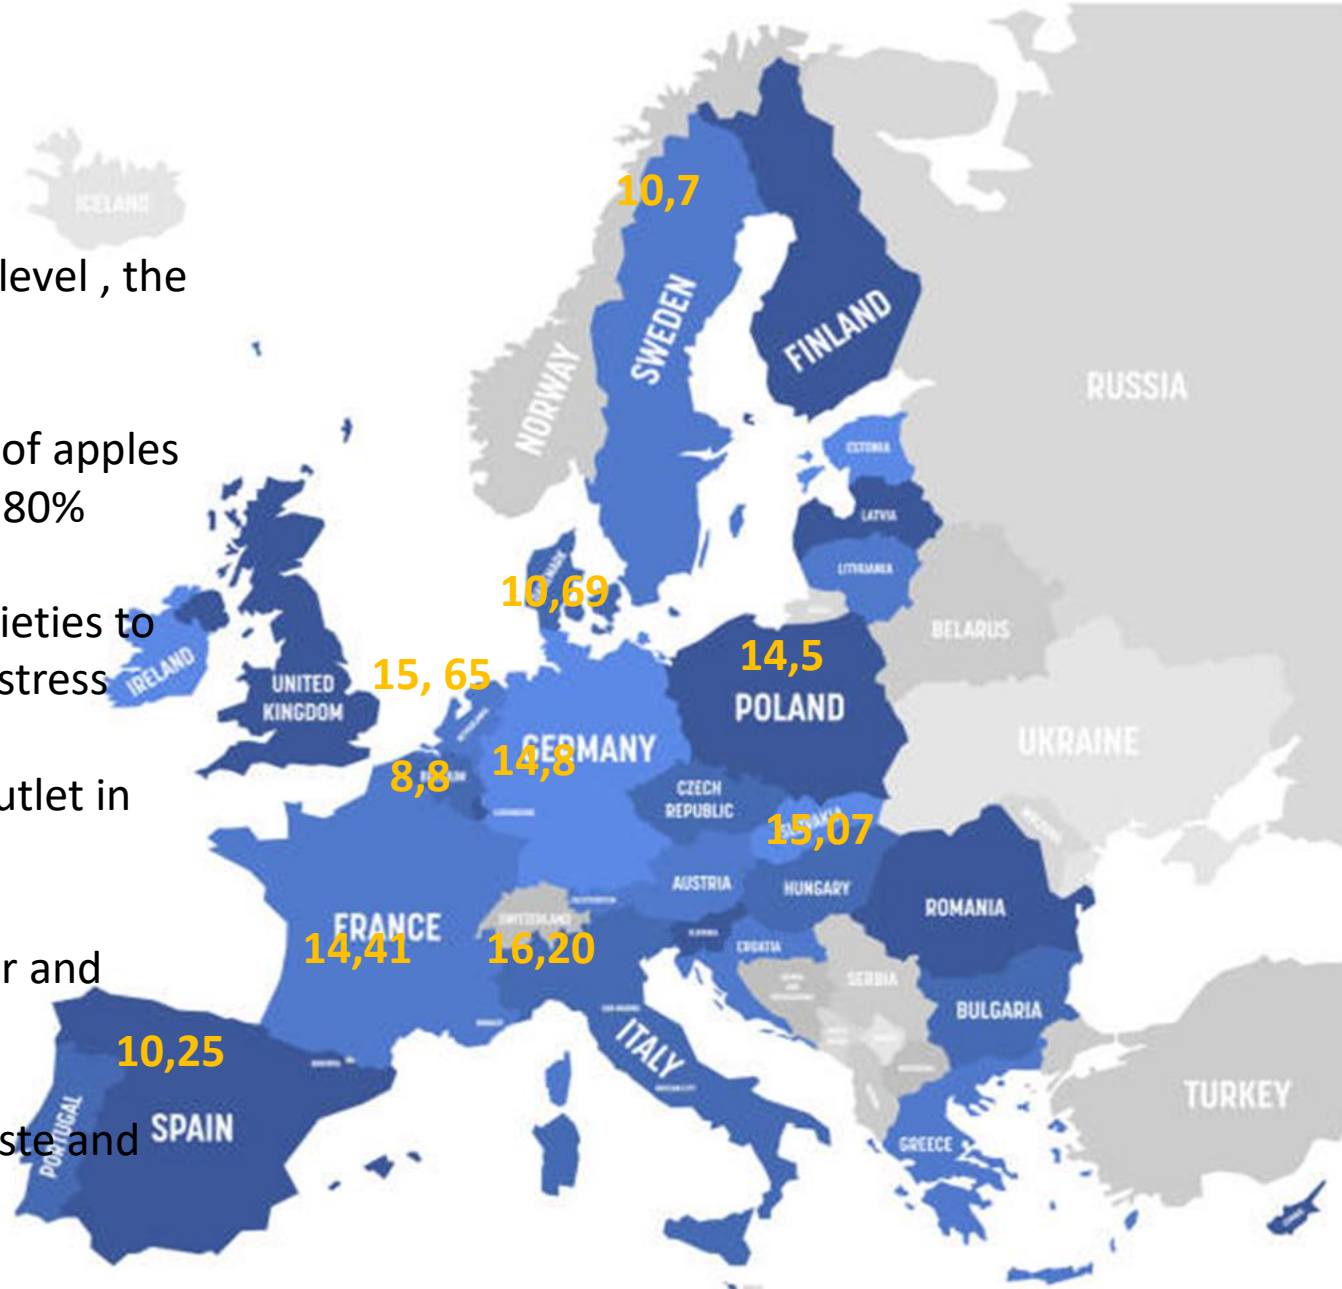 ICELAND
10,7
level , the
SWEDEN
FINLAND
NORWAY
RUSSIA
of apples
ESTONIA
80%
LATVIA
LITHUANIA
10,69
ieties to
BELARUS
15, 65
14,5
stress
IRELAND
UNITED
KINGDOM
POLAND
GERMANY
14,8
UKRAINE
8,8
utlet in
CZECH
REPUBLIC
SLOVAKIA
15,07
AUSTRIA
HUNGARY
ROMANIA
FRANCE
SWITZERLAND
14,41
16,20
CROATIA
r and
SERBIA
BULGARIA
10,25
ITALY
TURKEY
SPAIN
PORTUGAL
ste and
GREECE